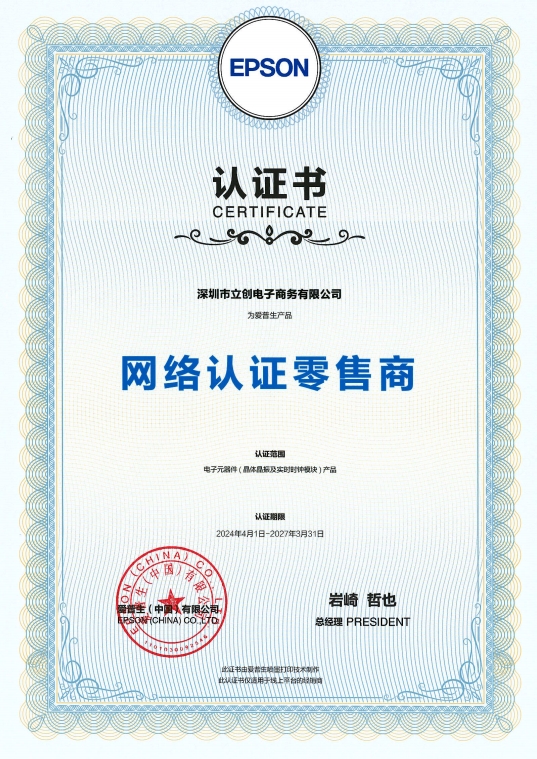 EPSON
认证书
CERTIFICATE
深圳市立创电子商务有限公司
为爱普生产品
网络认证零售商
认证范围
电子元器件(晶体晶振及实时时钟模块)产品
认证期限
2024年4月1日-2027年3月31日
EPSON (CHINA) CO., LTD.
爱普生(中国)有限公司
爱普生(中国)有限公司
EPSON (CHINA) CO.,LTD.
岩崎 哲也
总经理 PRESIDENT
此证书由爱普生喷墨打印技术制作
此认证书仅适用于线上平台的经销商